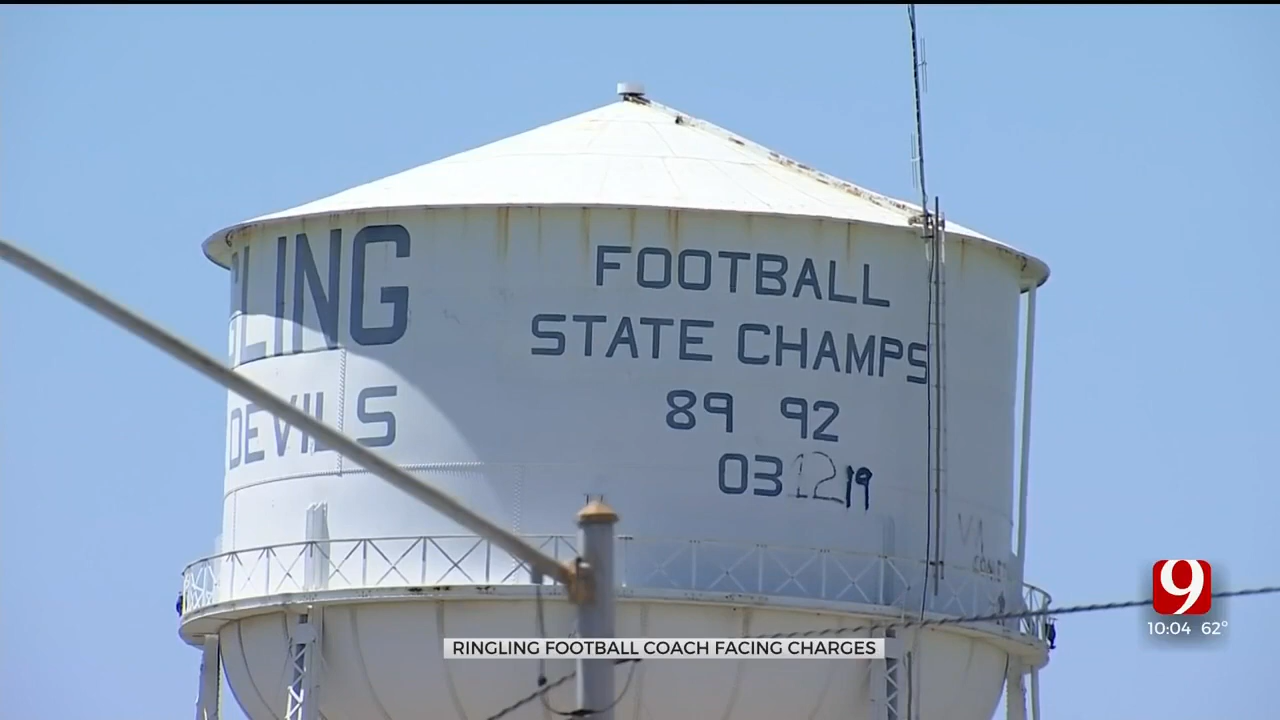 LING
DEVILS
FOOTBALL
STATE CHAMPS
89 92
03 12 19
RINGLING FOOTBALL COACH FACING CHARGES
9
10:04 62°